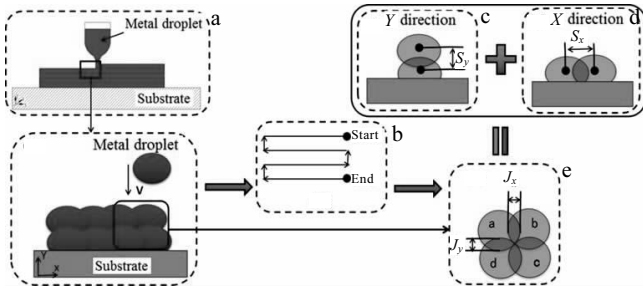 Metal droplet
a
Substrate
Metal droplet
V
Y
X
Substrate
b
Start
End
Y direction
c
Sy
X direction
d
Sx
e
Jx
a
b
Jy
d
c